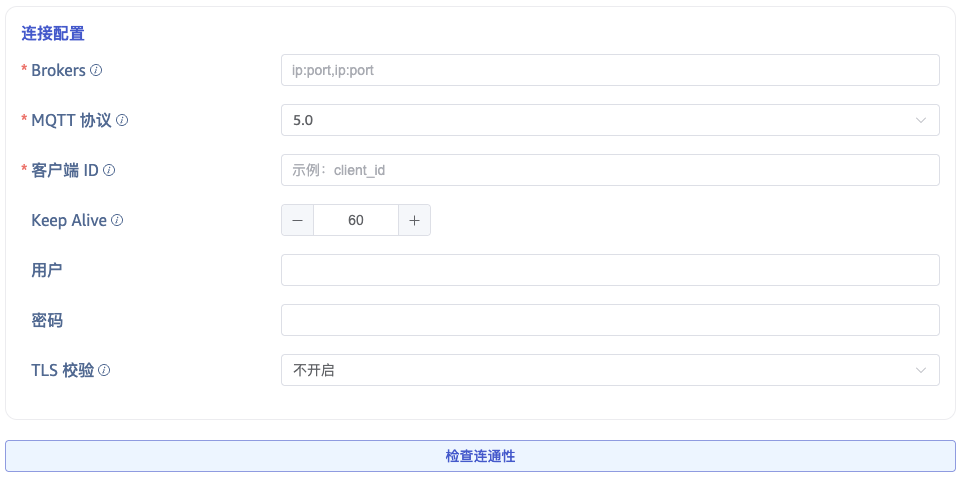 连接配置
* Brokers
ip:port,ip:port
* MQTT 协议
5.0
* 客户端 ID
示例：client_id
Keep Alive
60
用户
密码
TLS 校验
不开启
检查连通性